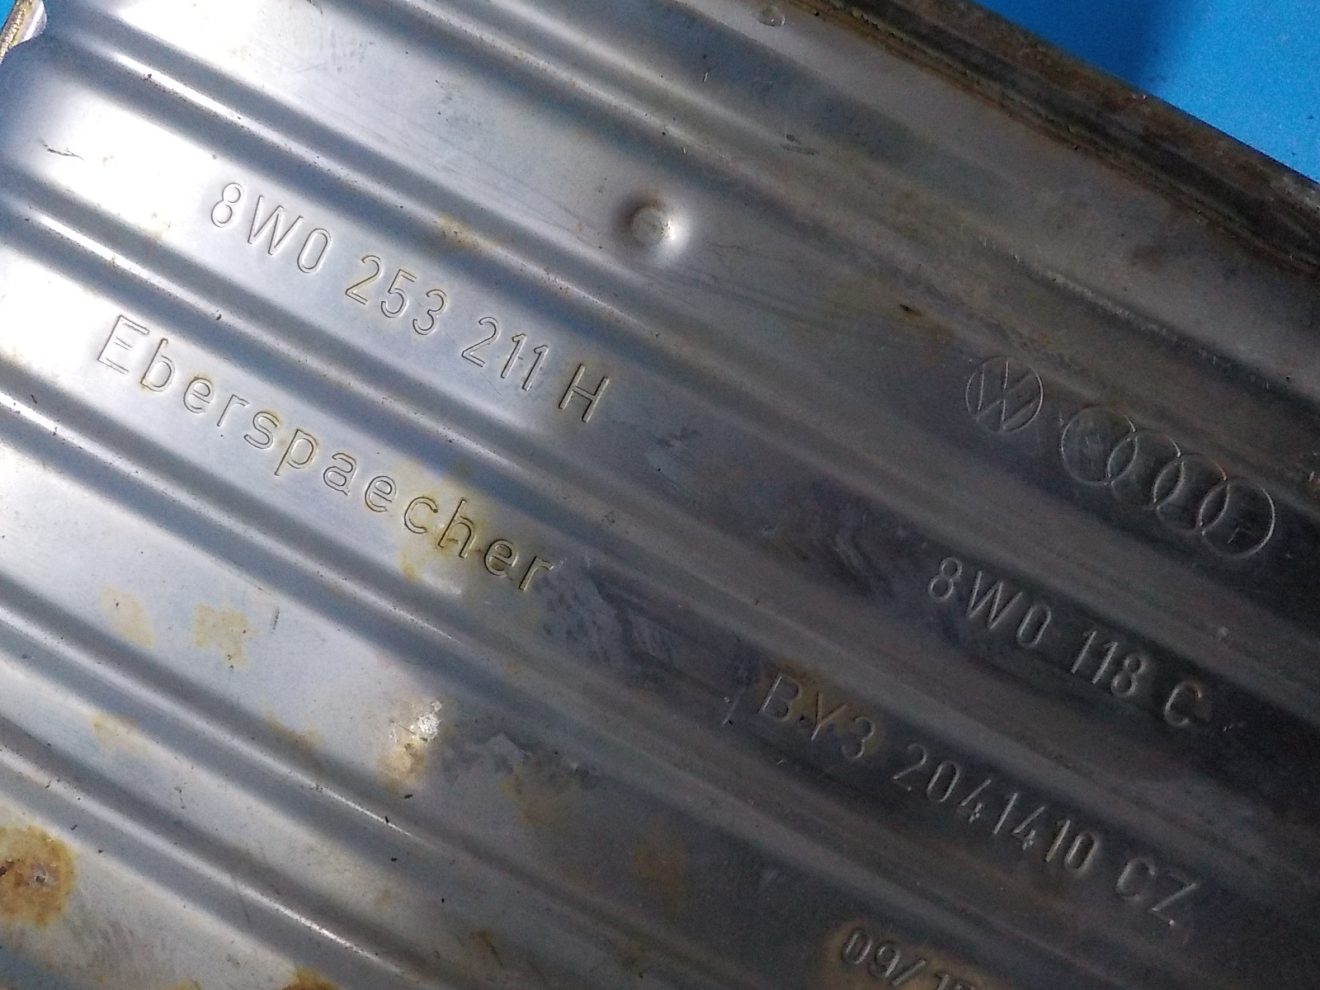 8W0 253 211 H
Eberspaecher
8W0 118 C
BY3 2041410 CZ